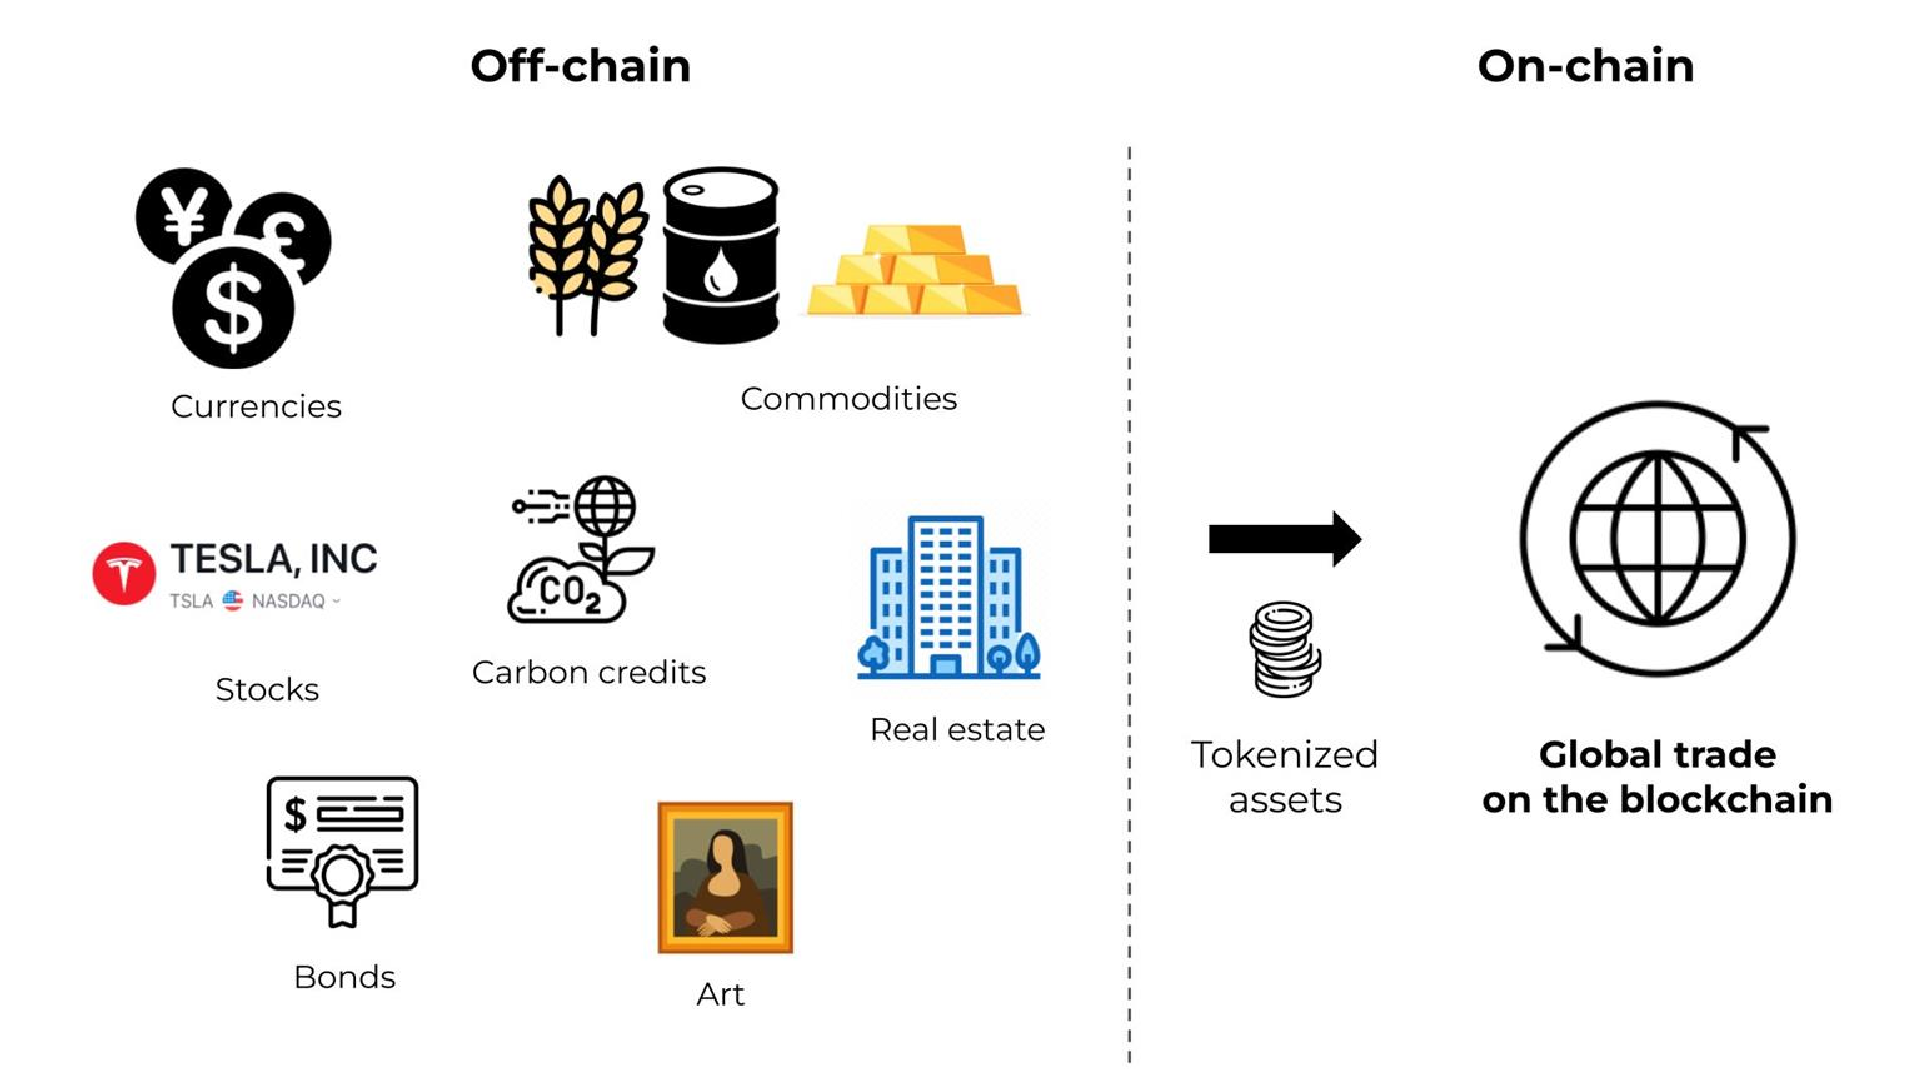 Off-chain
On-chain
¥
£
$
Currencies
Commodities
TESLA, INC
TSLA NASDAQ
Stocks
CO2
Carbon credits
Real estate
Tokenized
assets
Global trade
on the blockchain
$
Bonds
Art